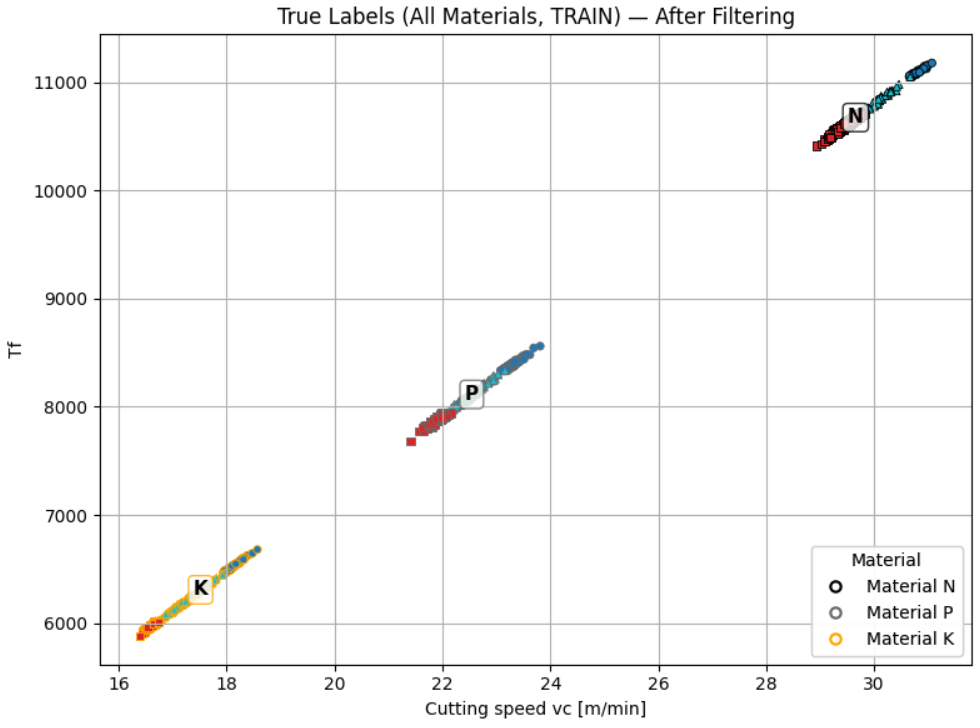 True Labels (All Materials, TRAIN) — After Filtering
11000
10000
9000
8000
7000
6000
Tf
N
P
K
Material
Material N
Material P
Material K
16 18 20 22 24 26 28 30
Cutting speed vc [m/min]